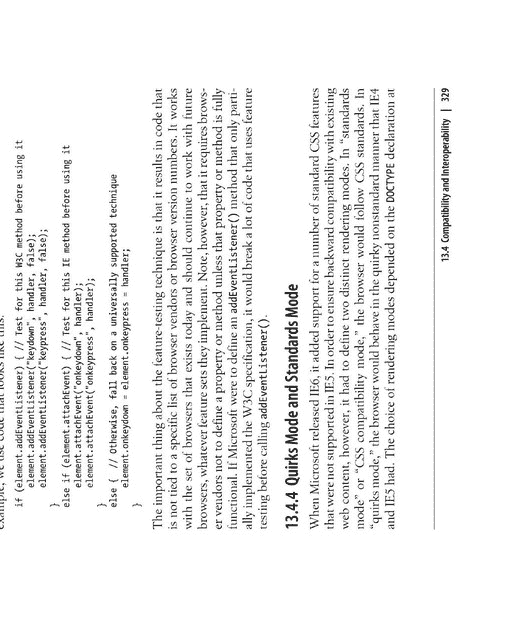 example, we use code that looks like this:
if (element.addEventListener) { // Test for this W3C method before using it
element.addEventListener("keydown", handler, false);
element.addEventListener("keypress", handler, false);
}
else if (element.attachEvent) { // Test for this IE method before using it
element.attachEvent("onkeydown", handler);
element.attachEvent("onkeypress", handler);
}
else { // Otherwise, fall back on a universally supported technique
element.onkeydown = element.onkeypress = handler;
}
The important thing about the feature-testing technique is that it results in code that
is not tied to a specific list of browser vendors or browser version numbers. It works
with the set of browsers that exists today and should continue to work with future
browsers, whatever feature sets they implement. Note, however, that it requires brows-
er vendors not to define a property or method unless that property or method is fully
functional. If Microsoft were to define an addEventListener() method that only parti-
ally implemented the W3C specification, it would break a lot of code that uses feature
testing before calling addEventListener().
13.4.4 Quirks Mode and Standards Mode
When Microsoft released IE6, it added support for a number of standard CSS features
that were not supported in IE5. In order to ensure backward compatibility with existing
web content, however, it had to define two distinct rendering modes. In “standards
mode” or “CSS compatibility mode,” the browser would follow CSS standards. In
“quirks mode,” the browser would behave in the quirky nonstandard manner that IE4
and IE5 had. The choice of rendering modes depended on the DOCTYPE declaration at
13.4 Compatibility and Interoperability | 329